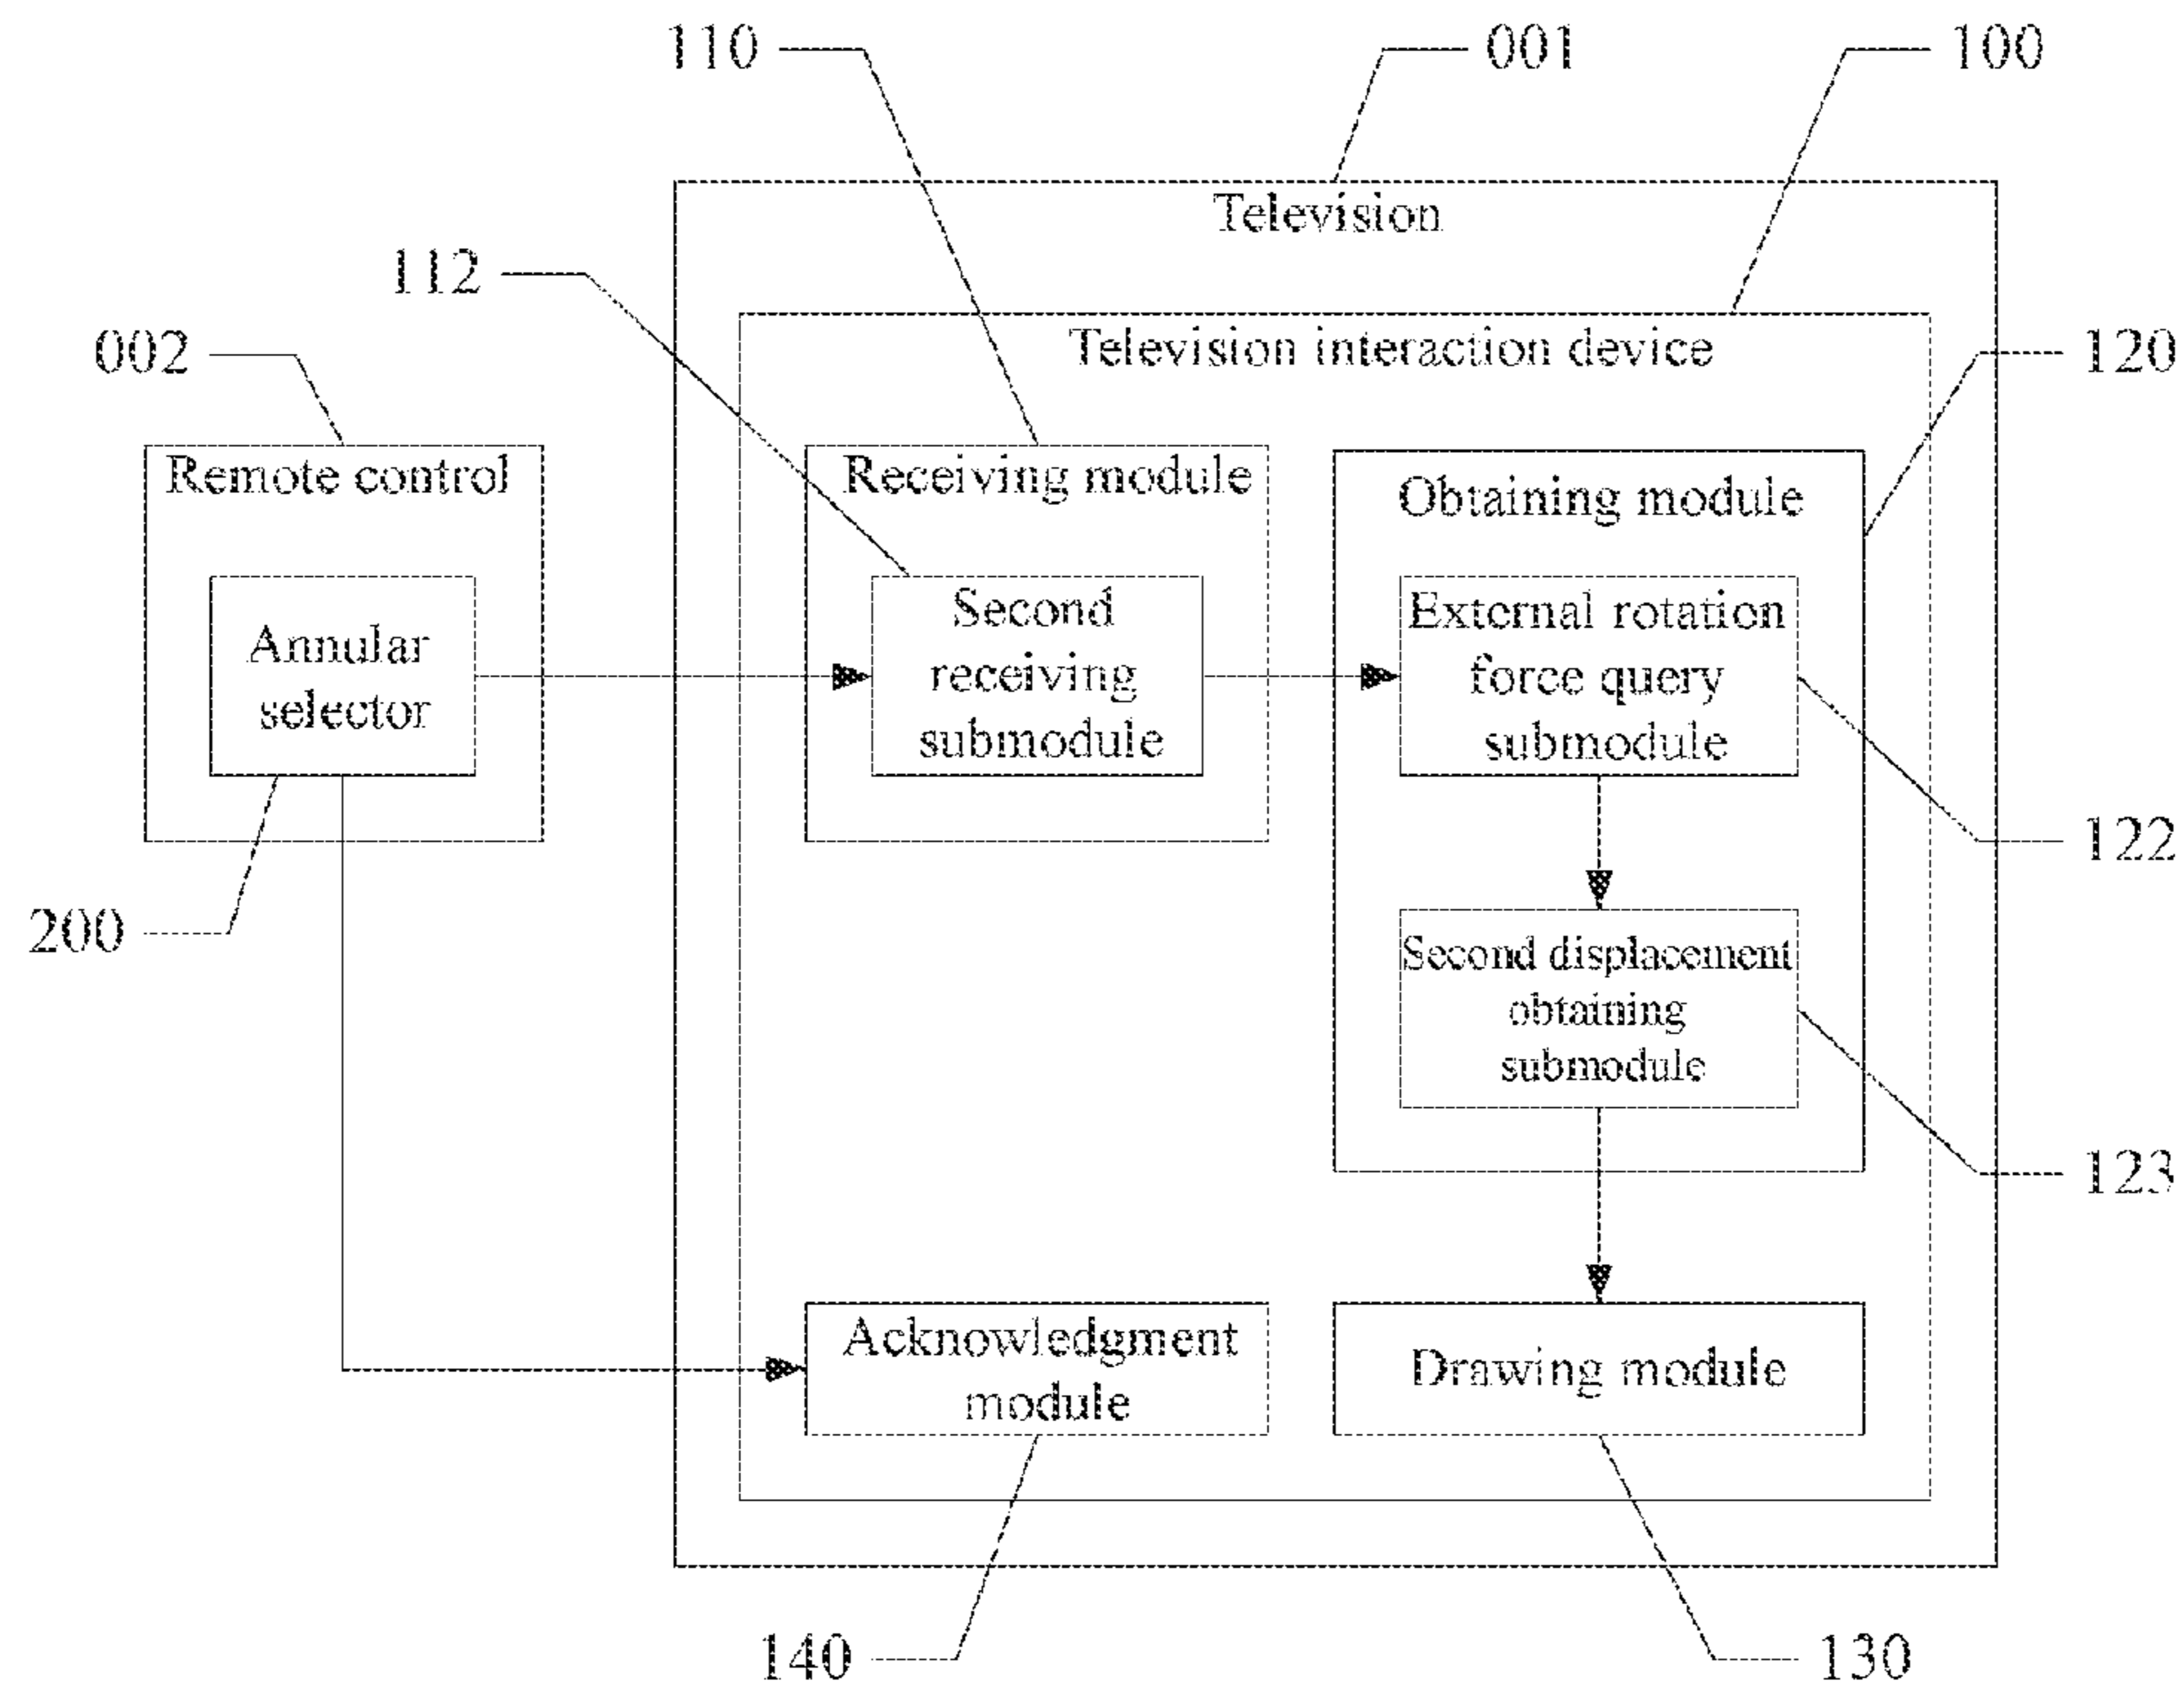 110
001
100
Television
112
Television interaction device
002
120
Remote control
Receiving module
Obtaining module
Annular
selector
Second
receiving
submodule
External rotation
force query
submodule
122
200
Second displacement
obtaining
submodule
123
Acknowledgment
module
Drawing module
140
130